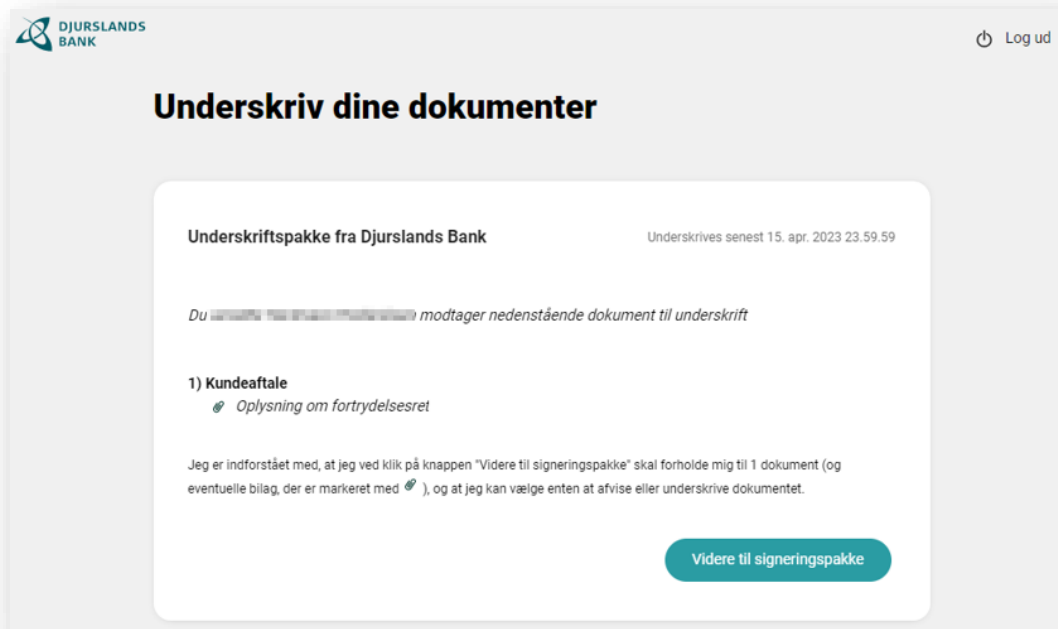 DJURSLANDS
BANK
Log ud
Underskriv dine dokumenter
Underskriftspakke fra Djurslands Bank
Underskrives senest 15. apr. 2023 23.59.59
Du modtager nedenstående dokument til underskrift
1) Kundeaftale
Oplysning om fortrydelsesret
Jeg er indforstået med, at jeg ved klik på knappen "Videre til signeringspakke" skal forholde mig til 1 dokument (og
eventuelle bilag, der er markeret med ), og at jeg kan vælge enten at afvise eller underskrive dokumentet.
Videre til signeringspakke